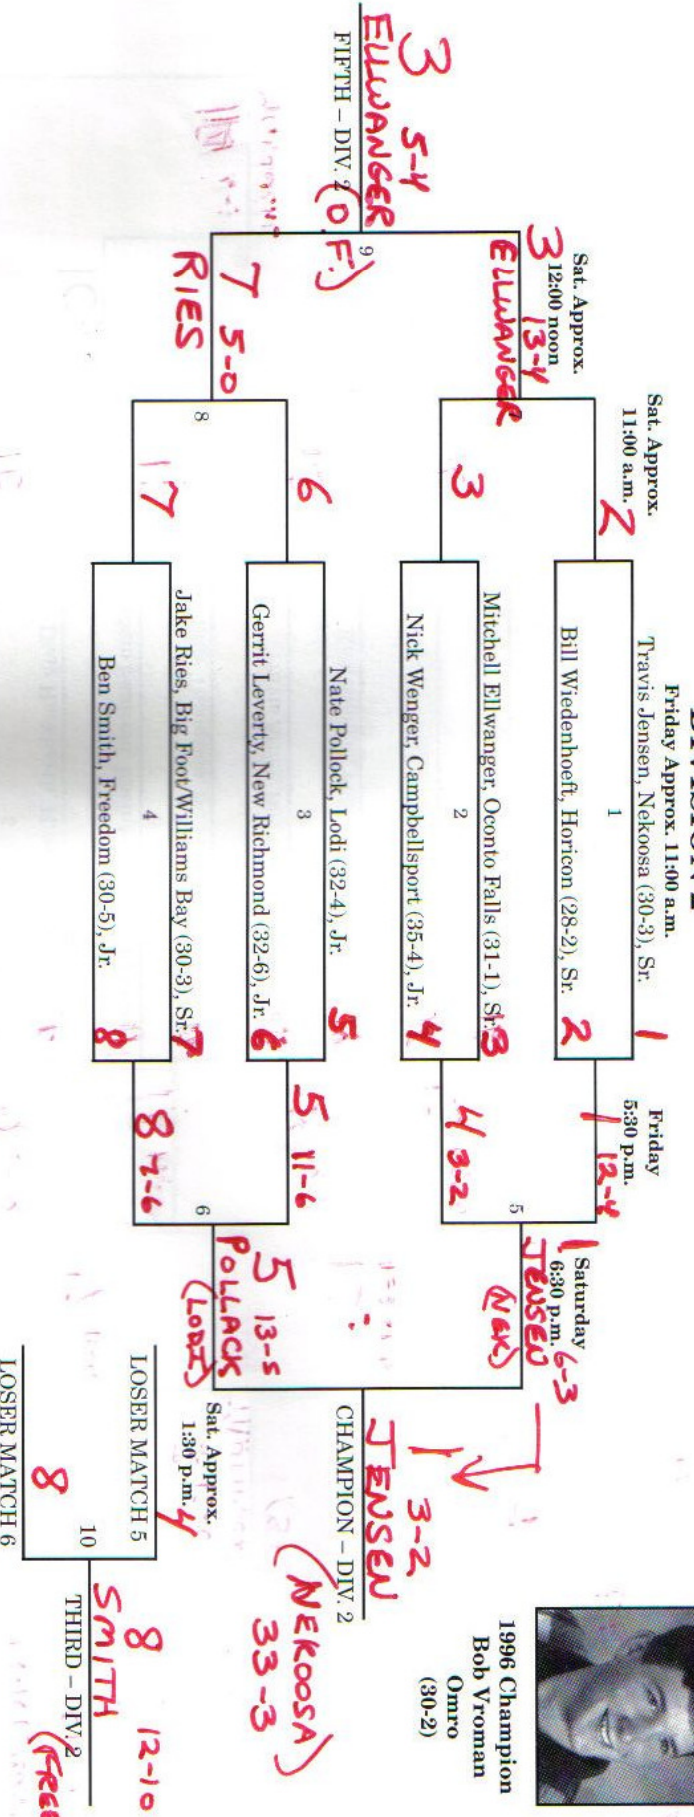 Friday Approx. 11:00 a.m.
Travis Jensen, Nekoosa (30-3), Sr. 1
1
Bill Wiedenhoeft, Horicon (28-2), Sr. 2
Mitchell Ellwanger, Oconto Falls (31-1), Sr. 3
2
Nick Wenger, Campbellsport (35-4), Jr. 4
Nate Pollock, Lodi (32-4), Jr. 5
3
Gerrit Leverty, New Richmond (32-6), Jr. 6
Jake Ries, Big Foot/Williams Bay (30-3), Sr. 7
4
Ben Smith, Freedom (30-5), Jr. 8
Sat. Approx.
11:00 a.m.
2
3
6
7
Sat. Approx.
12:00 noon
3 13-4
ELLWANGER
8
7 5-0
RIES
9
3 5-4
ELLWANGER
FIFTH – DIV. 2
(O.F.)
Friday
5:30 p.m.
1 12-4
4 3-2
5 11-6
8 7-6
5
6
Saturday
6:30 p.m.
1 6-3
JENSEN
(NEK)
5 13-5
POLLACK
(LODI)
1 3-2
JENSEN
CHAMPION – DIV. 2
(NEKOOSA)
33-3
Sat. Approx.
1:30 p.m.
4
LOSER MATCH 5
10
8
LOSER MATCH 6
8 12-10
SMITH
THIRD – DIV. 2
1996 Champion
Bob Vroman
Omro
(30-2)